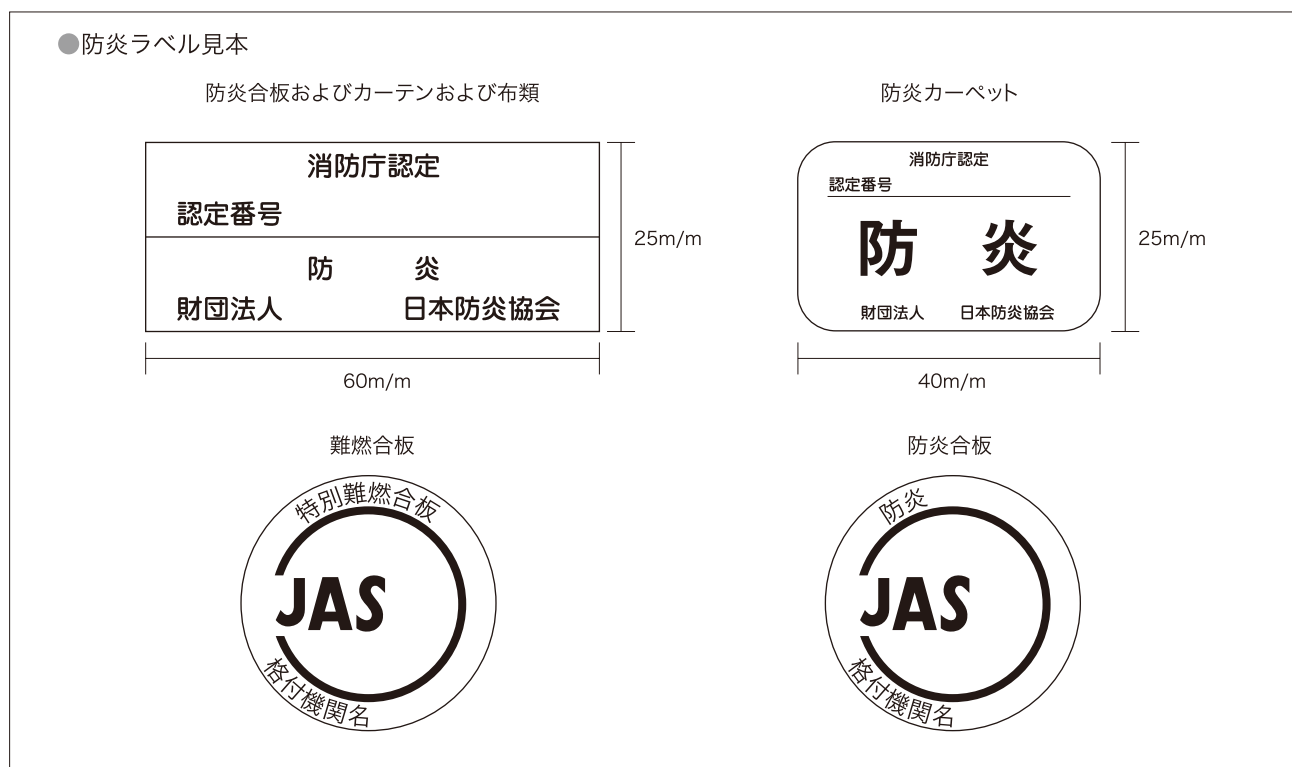 ●防炎ラベル見本
防炎合板およびカーテンおよび布類
消防庁認定
認定番号
防 炎
財団法人 日本防炎協会
25m/m
60m/m
防炎カーペット
消防庁認定
認定番号
防 炎
財団法人 日本防炎協会
25m/m
40m/m
難燃合板
特別難燃合板
JAS
格付機関名
防炎合板
防炎
JAS
格付機関名